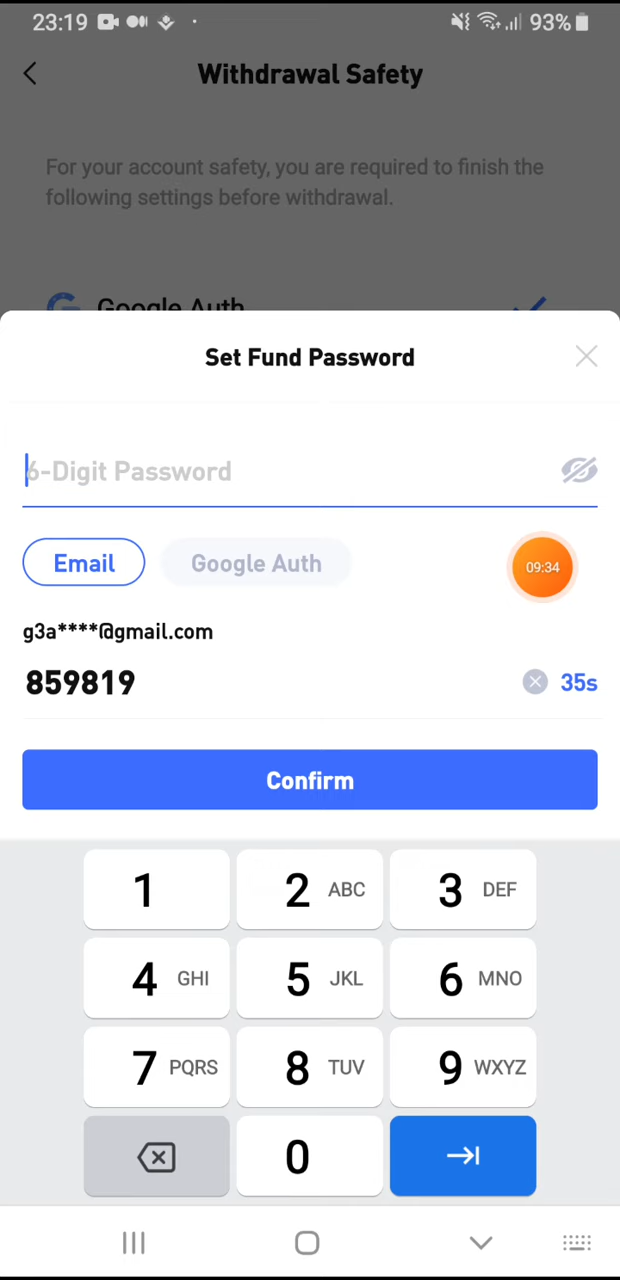 23:19
93%
Withdrawal Safety
For your account safety, you are required to finish the
following settings before withdrawal.
Google Auth
Set Fund Password
6-Digit Password
Email
Google Auth
09:34
g3a****@gmail.com
859819
35s
Confirm
1
2 ABC
3 DEF
4 GHI
5 JKL
6 MNO
7 PQRS
8 TUV
9 WXYZ
0